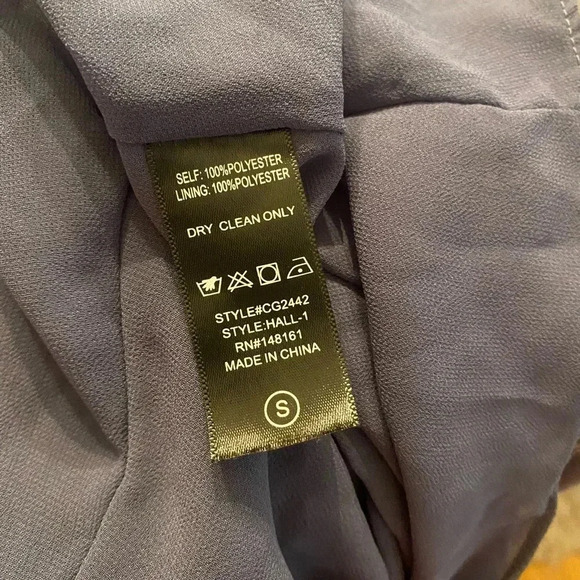 SELF: 100%POLYESTER
LINING: 100%POLYESTER
DRY CLEAN ONLY
STYLE#CG2442
STYLE:HALL-1
RN#148161
MADE IN CHINA
S